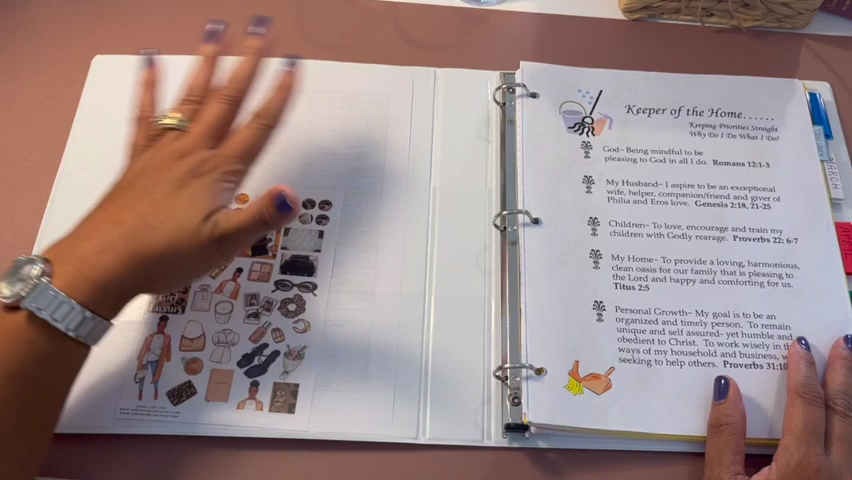 Keeper of the Home......
Keeping Priorities Straight
Why Do I Do What I Do?
God– Being mindful to be
pleasing to God in all I do. Romans 12:1-3
My Husband– I aspire to be an exceptional
wife, helper, companion/friend and giver of
Philia and Eros love. Genesis 2:18, 21-25
Children– To love, encourage and train my
children with Godly rearage. Proverbs 22: 6-7
My Home– To provide a loving, harmonious,
clean oasis for our family that is pleasing to
the Lord and happy and comforting for us.
Titus 2:5
Personal Growth– My goal is to be an
organized and timely person. To remain
unique and self assured- yet humble and
obedient to Christ. To work wisely in
ways of my household and business,
seeking to help others. Proverbs 31:10
MARCH
APRIL